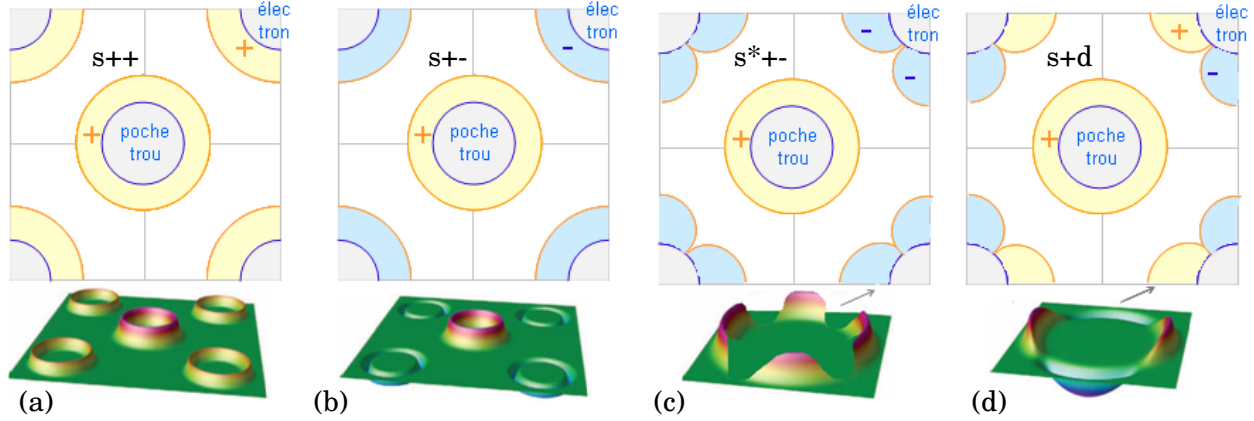 élec
tron
s++
+
+
poche
trou
(a)
élec
tron
s+-
-
+
poche
trou
(b)
élec
tron
s*+-
-
-
+
poche
trou
(c)
élec
tron
s+d
+
-
+
poche
trou
(d)